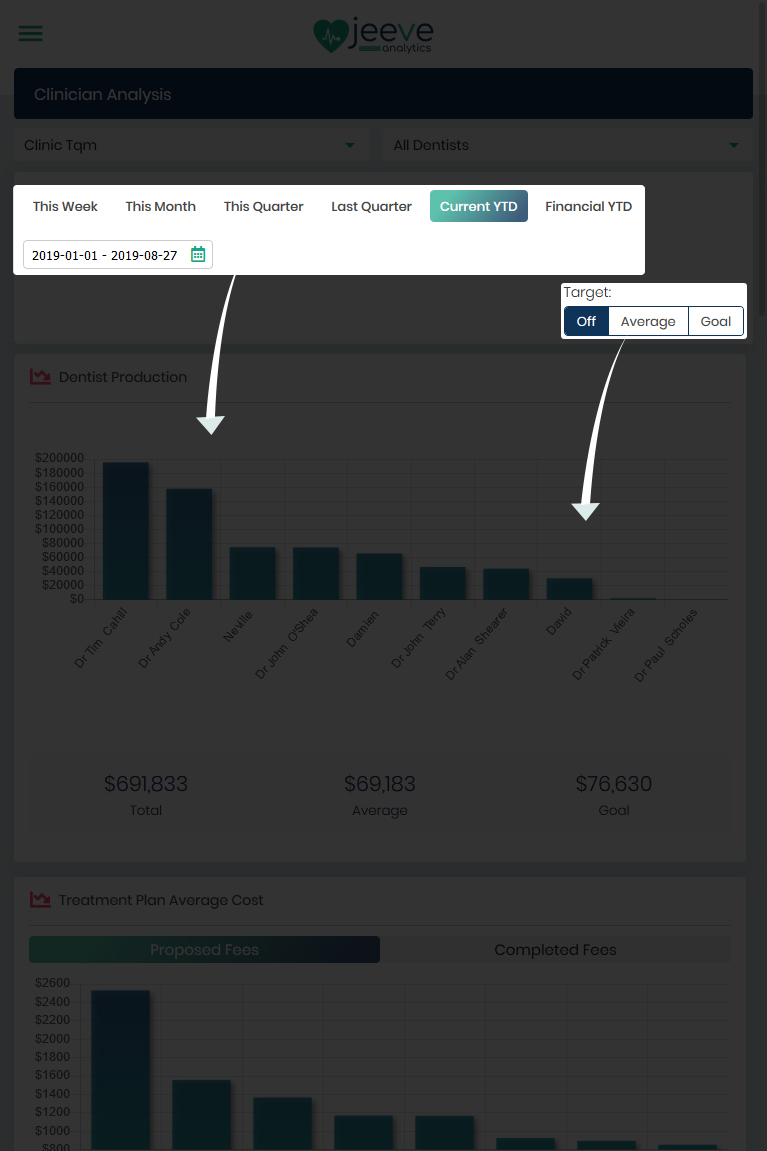 jeeve
analytics
Clinician Analysis
Clinic Tqm All Dentists
This Week This Month This Quarter Last Quarter Current YTD Financial YTD
2019-01-01 - 2019-08-27
Target:
Off Average Goal
Dentist Production
$200000
$180000
$160000
$140000
$120000
$100000
$80000
$60000
$40000
$20000
$0
Dr Tim Cahill
Dr Andy Cole
Neville
Dr John O'Shea
Damien
Dr John Terry
Dr Alan Shearer
David
Dr Patrick Vieira
Dr Paul Scholes
$691,833 $69,183 $76,630
Total Average Goal
Treatment Plan Average Cost
Proposed Fees Completed Fees
$2600
$2400
$2200
$2000
$1800
$1600
$1400
$1200
$1000
$800